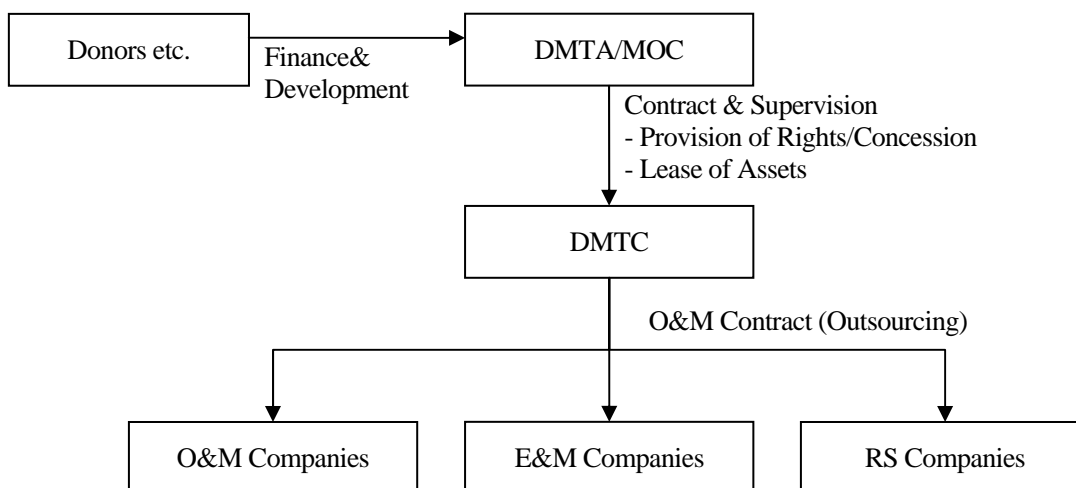 Donors etc.
Finance&
Development
DMTA/MOC
Contract & Supervision
- Provision of Rights/Concession
- Lease of Assets
DMTC
O&M Contract (Outsourcing)
O&M Companies
E&M Companies
RS Companies